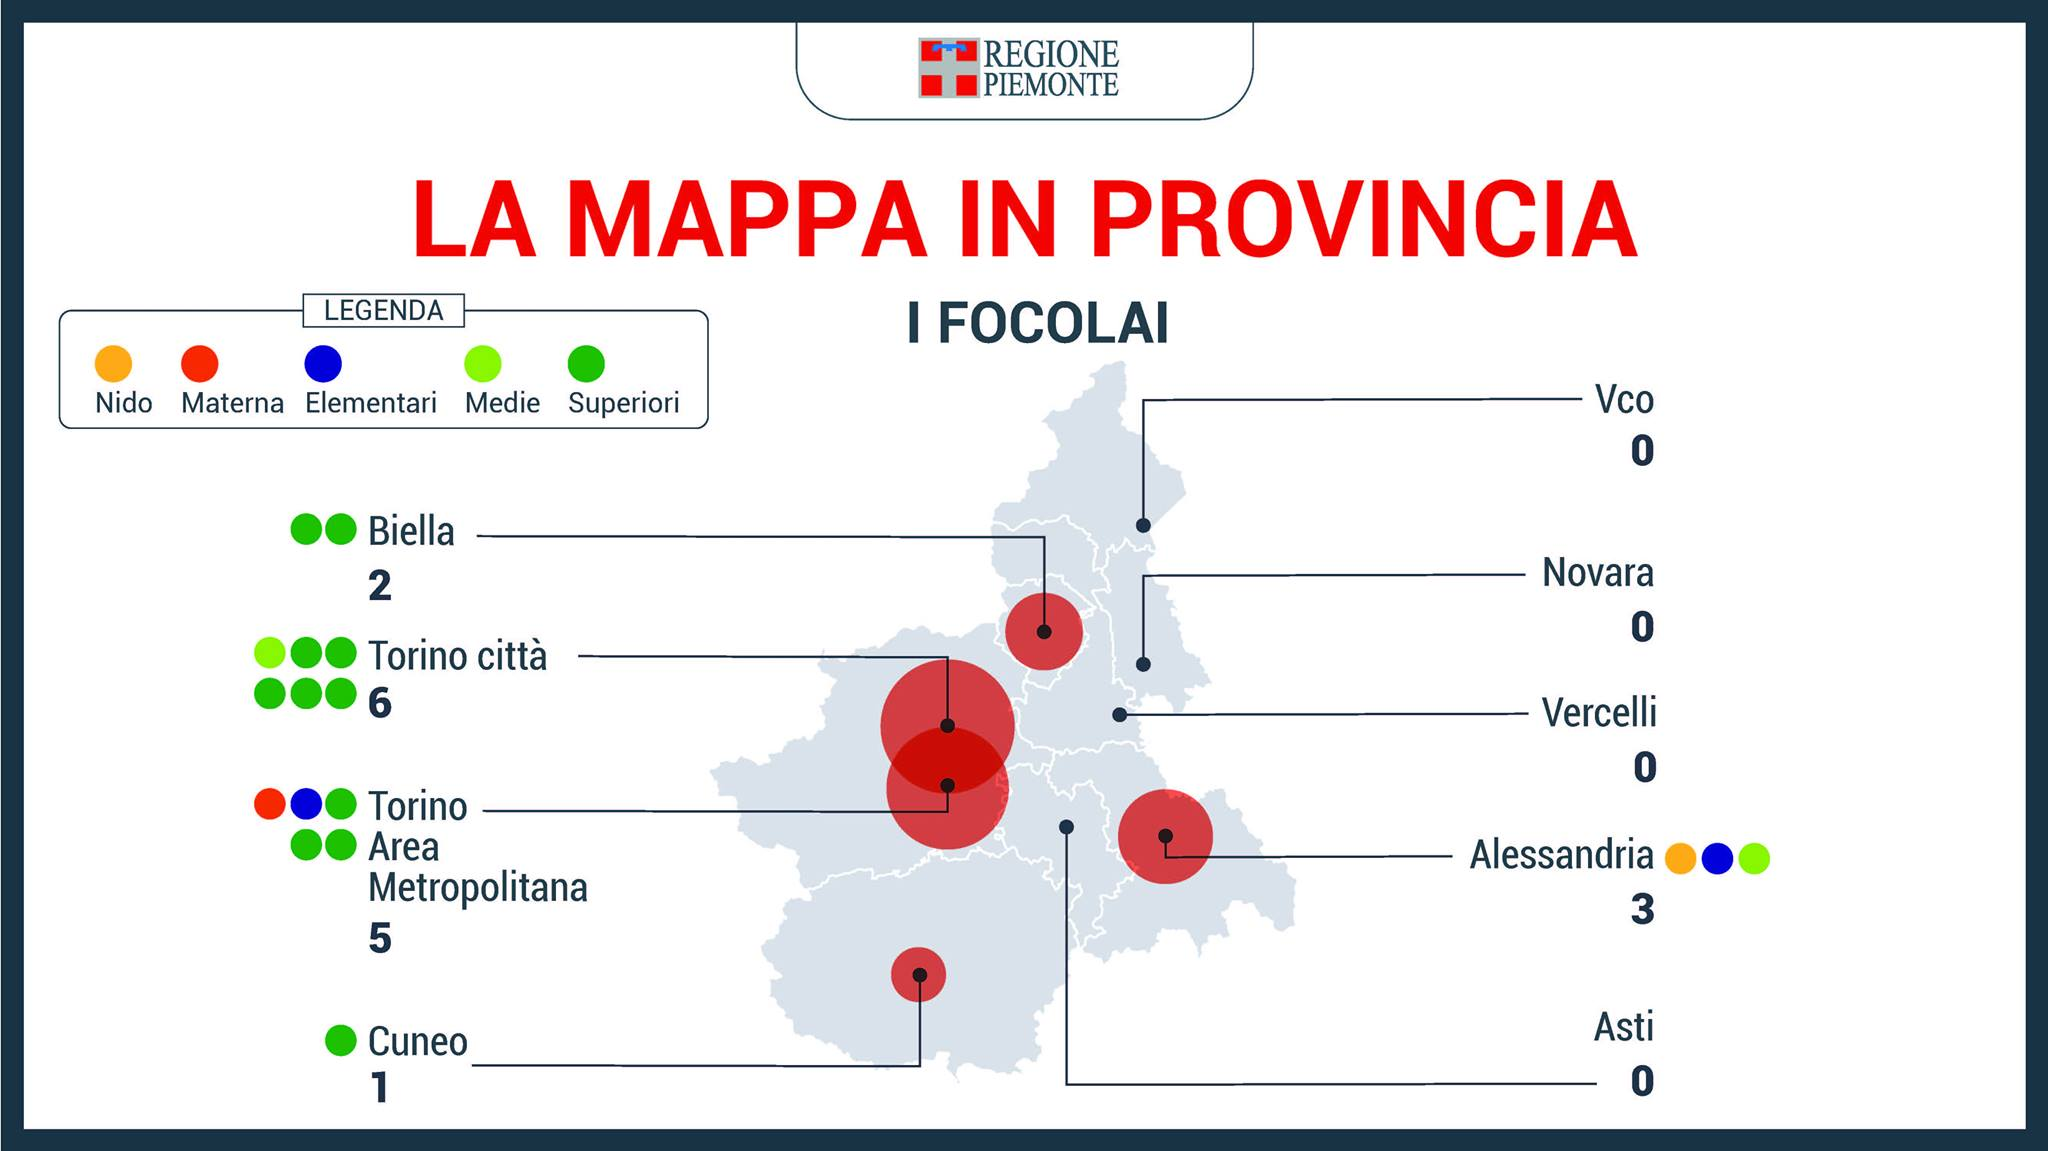 REGIONE
PIEMONTE
LA MAPPA IN PROVINCIA
I FOCOLAI
LEGENDA
Nido Materna Elementari Medie Superiori
Vco
0
Biella
2
Novara
0
Torino città
6
Vercelli
0
Torino
Area
Metropolitana
5
Alessandria
3
Cuneo
1
Asti
0